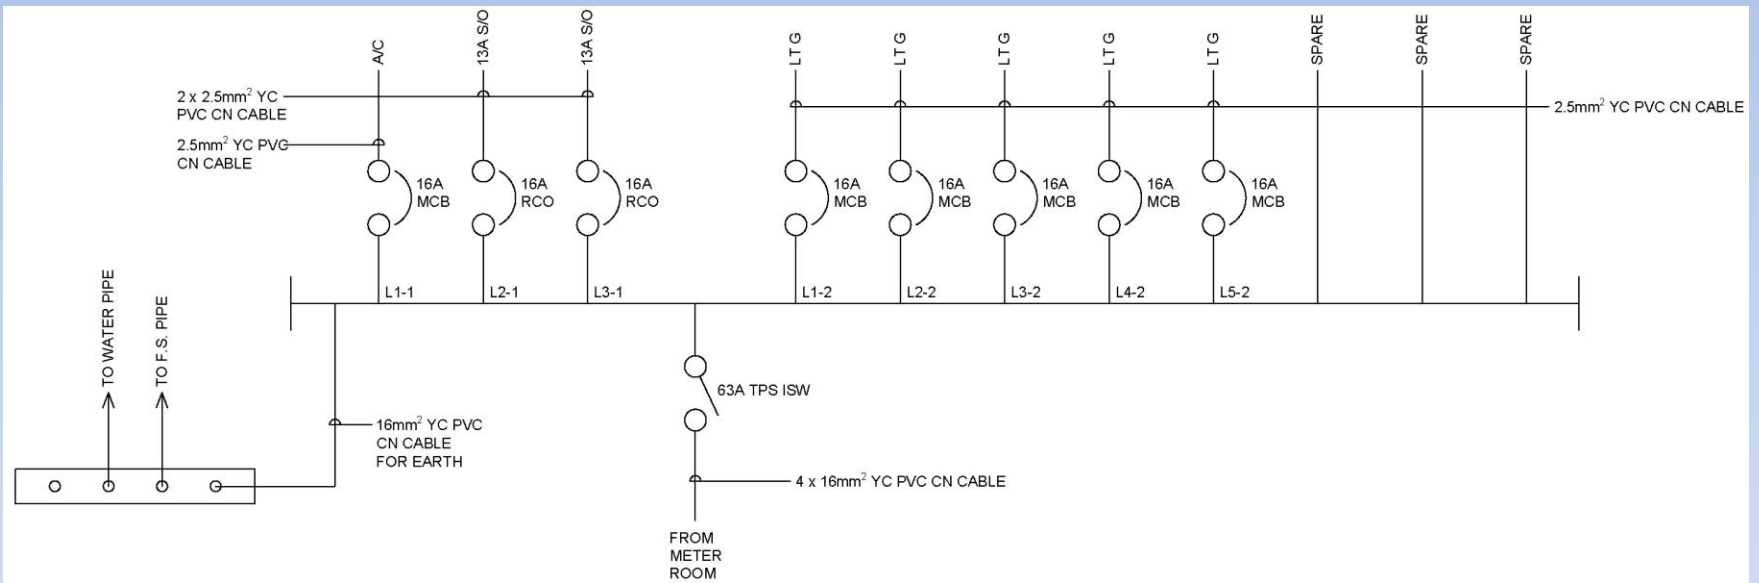 A/C
13A S/O
13A S/O
LTG
LTG
LTG
LTG
LTG
SPARE
SPARE
SPARE
2 x 2.5mm² YC
PVC CN CABLE
2.5mm² YC PVC
CN CABLE
2.5mm² YC PVC CN CABLE
16A
MCB
16A
RCO
16A
RCO
16A
MCB
16A
MCB
16A
MCB
16A
MCB
16A
MCB
L1-1
L2-1
L3-1
L1-2
L2-2
L3-2
L4-2
L5-2
TO WATER PIPE
TO F.S. PIPE
16mm² YC PVC
CN CABLE
FOR EARTH
63A TPS ISW
4 x 16mm² YC PVC CN CABLE
FROM
METER
ROOM